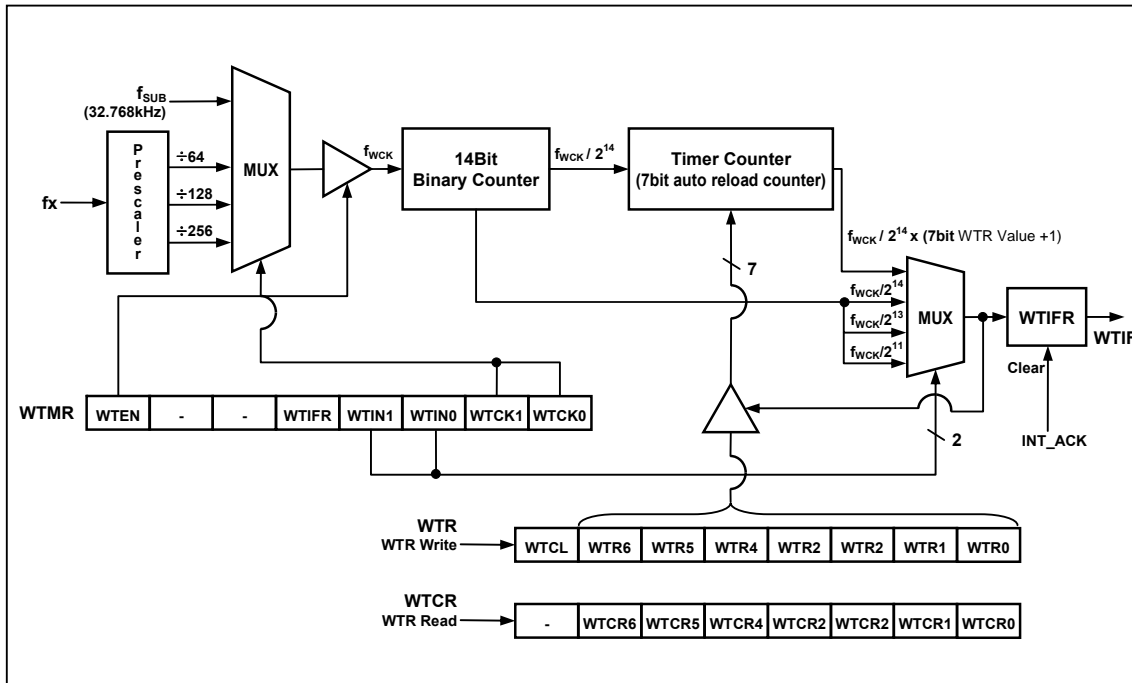 fSUB
(32.768kHz)
Prescaler
fx
÷64
÷128
÷256
MUX
fWCK
14Bit
Binary Counter
fWCK / 2^14
Timer Counter
(7bit auto reload counter)
fWCK / 2^14 x (7bit WTR Value +1)
7
fWCK/2^14
fWCK/2^13
fWCK/2^11
MUX
WTIFR
WTIF
Clear
INT_ACK
2
WTMR
WTEN - - WTIFR WTIN1 WTIN0 WTCK1 WTCK0
WTR
WTR Write
WTCL WTR6 WTR5 WTR4 WTR2 WTR2 WTR1 WTR0
WTCR
WTR Read
- WTCR6 WTCR5 WTCR4 WTCR2 WTCR2 WTCR1 WTCR0